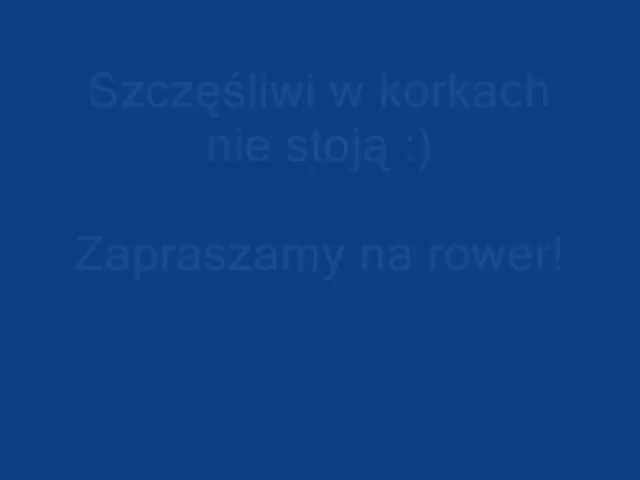 Szczęśliwi w korkach
nie stoją :)
Zapraszamy na rower!